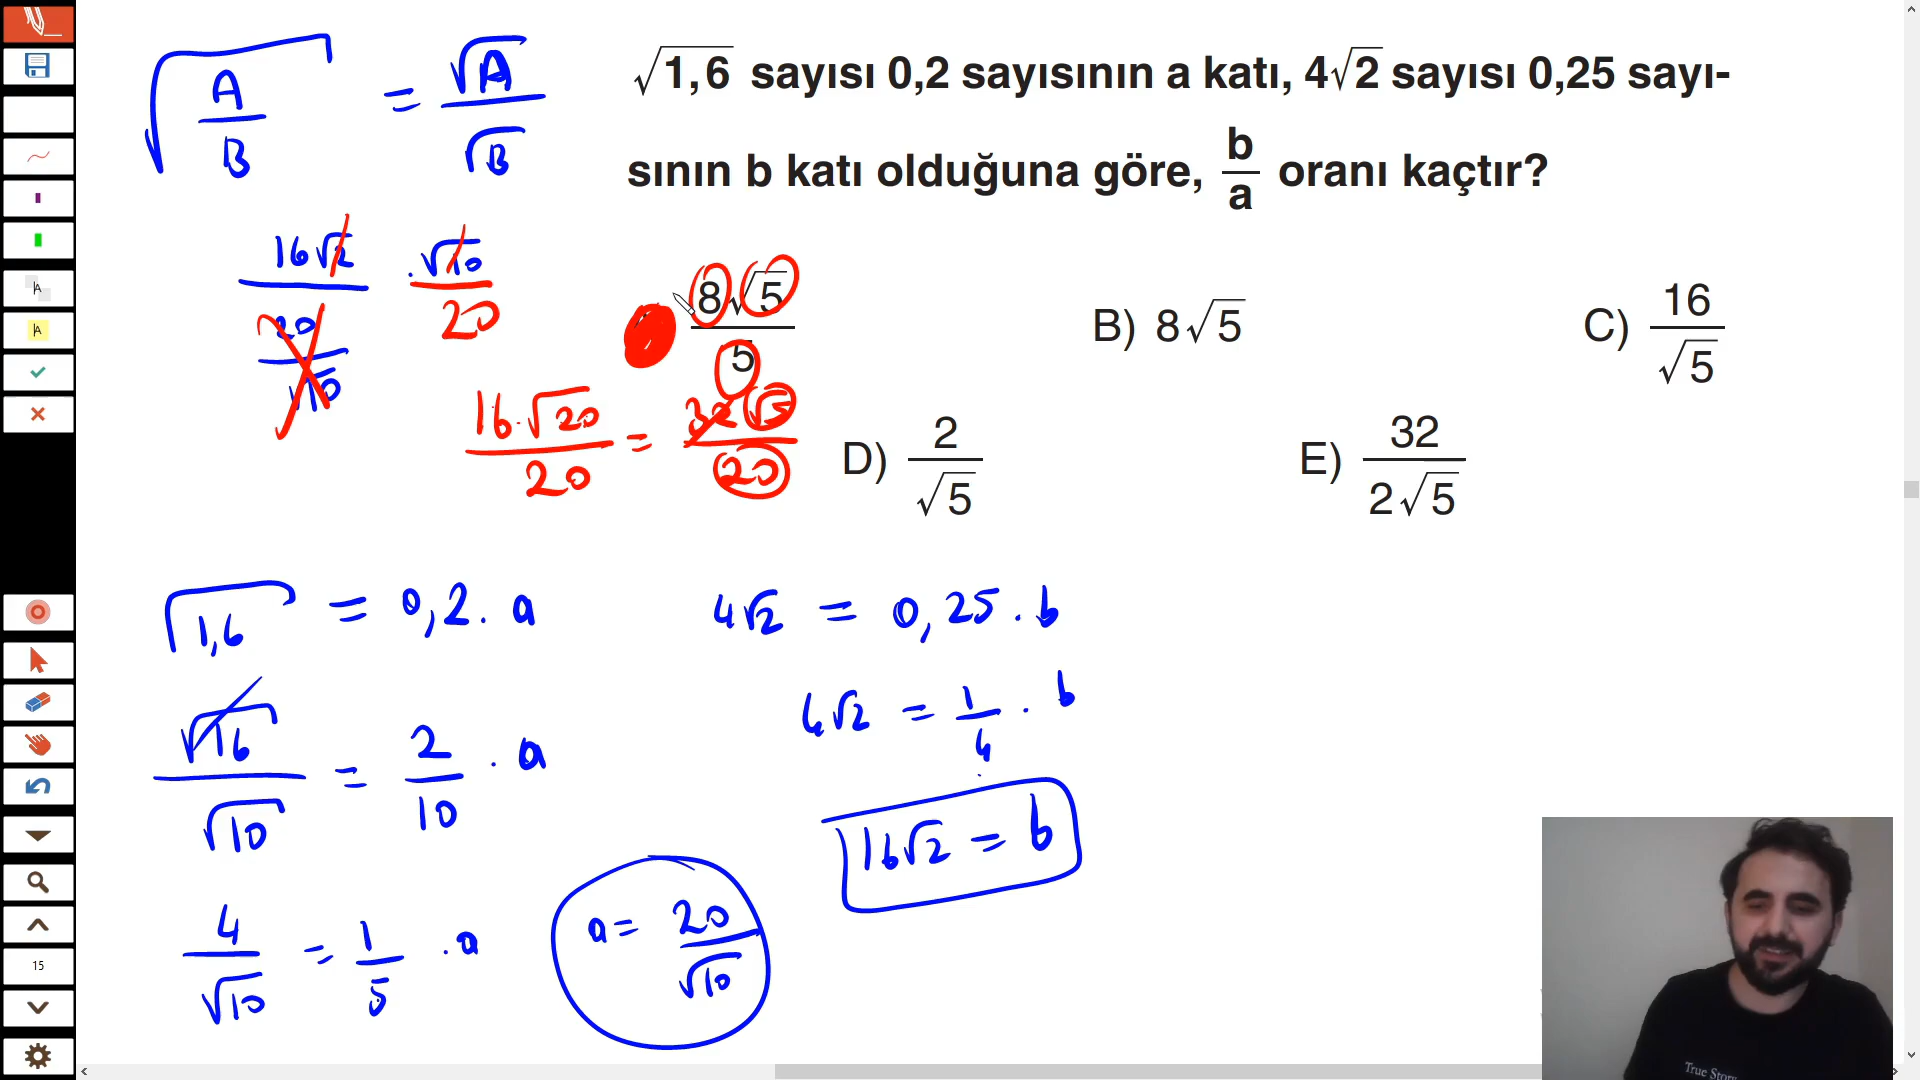 √1,6 sayısı 0,2 sayısının a katı, 4√2 sayısı 0,25 sayı-
sının b katı olduğuna göre, b/a oranı kaçtır?
8√5/5
B) 8√5
C) 16/√5
D) 2/√5
E) 32/2√5
√(A/B) = √A/√B
16√2/(20/√10) . √10/20
16.√20/20 = 32√5/20
√1,6 = 0,2 . a
√16/√10 = 2/10 . a
4/√10 = 1/5 . a
a = 20/√10
4√2 = 0,25 . b
4√2 = 1/4 . b
16√2 = b
A
A
15
True Story